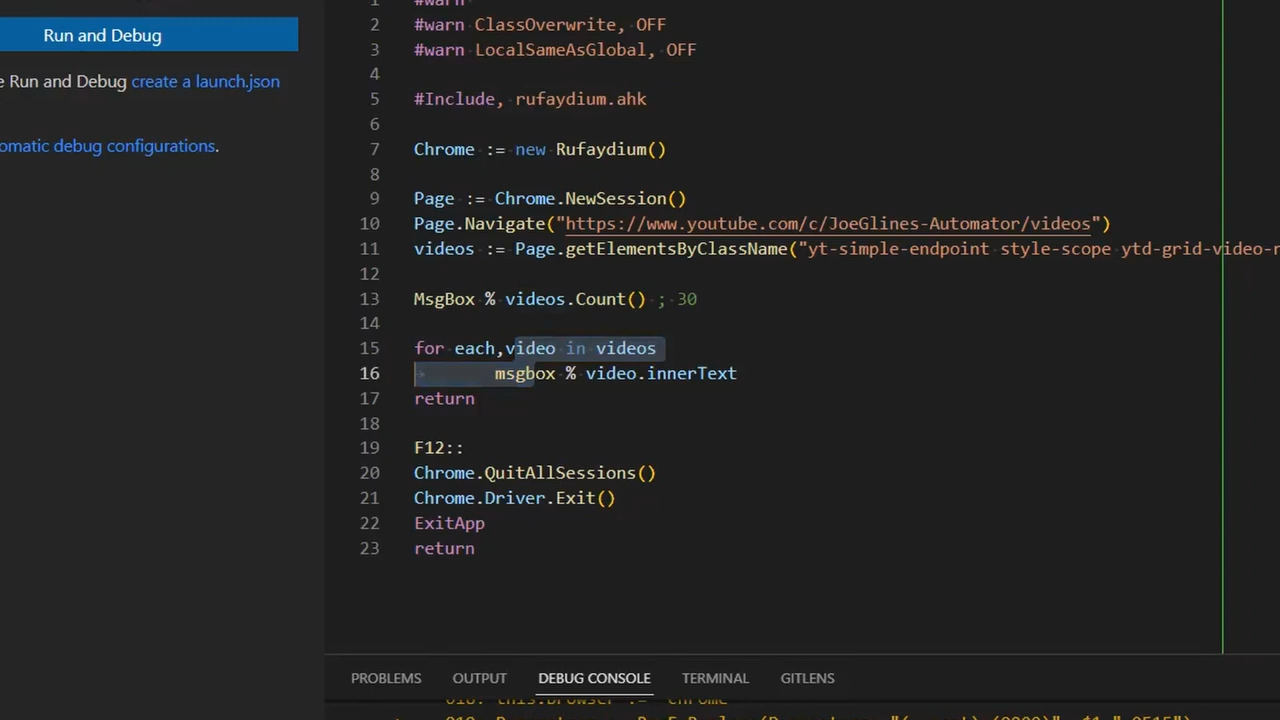 Run and Debug
e Run and Debug create a launch.json
omatic debug configurations.
1 #warn
2 #warn ClassOverwrite, OFF
3 #warn LocalSameAsGlobal, OFF
4
5 #Include, rufaydium.ahk
6
7 Chrome := new Rufaydium()
8
9 Page := Chrome.NewSession()
10 Page.Navigate("https://www.youtube.com/c/JoeGlines-Automator/videos")
11 videos := Page.getElementsByClassName("yt-simple-endpoint style-scope ytd-grid-video-r
12
13 MsgBox % videos.Count() ; 30
14
15 for each,video in videos
16 msgbox % video.innerText
17 return
18
19 F12::
20 Chrome.QuitAllSessions()
21 Chrome.Driver.Exit()
22 ExitApp
23 return
PROBLEMS OUTPUT DEBUG CONSOLE TERMINAL GITLENS